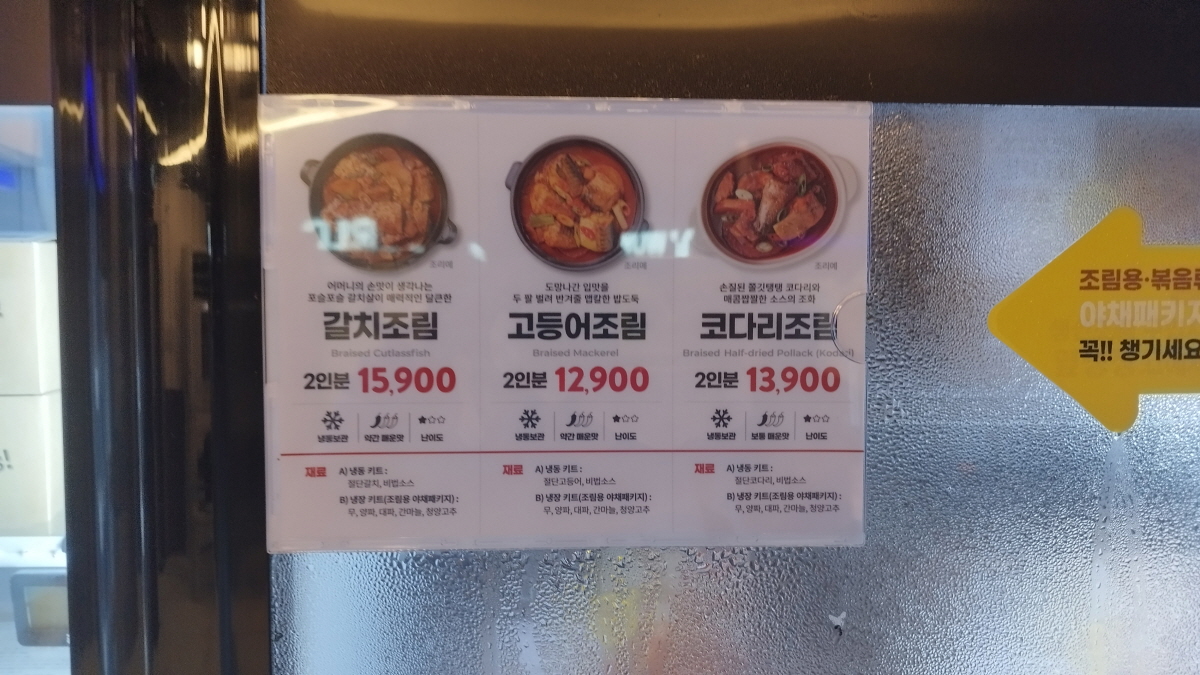 조리예
어머니의 손맛이 생각나는
포슬포슬 갈치살이 매력적인 달큰한
갈치조림
Braised Cutlassfish
2인분 15,900
냉동보관
약간 매운맛
난이도
재료
A) 냉동 키트 :
절단갈치, 비법소스
B) 냉장 키트(조림용 야채패키지) :
무, 양파, 대파, 간마늘, 청양고추
조리예
도망나간 입맛을
두 팔 벌려 반겨줄 맵칼한 밥도둑
고등어조림
Braised Mackerel
2인분 12,900
냉동보관
약간 매운맛
난이도
재료
A) 냉동 키트 :
절단고등어, 비법소스
B) 냉장 키트(조림용 야채패키지) :
무, 양파, 대파, 간마늘, 청양고추
조리예
손질된 쫄깃탱탱 코다리와
매콤짭짤한 소스의 조화
코다리조림
Braised Half-dried Pollack (Kodari)
2인분 13,900
냉동보관
보통 매운맛
난이도
재료
A) 냉동 키트 :
절단코다리, 비법소스
B) 냉장 키트(조림용 야채패키지) :
무, 양파, 대파, 간마늘, 청양고추
조림용·볶음
야채패키지
꼭!! 챙기세요